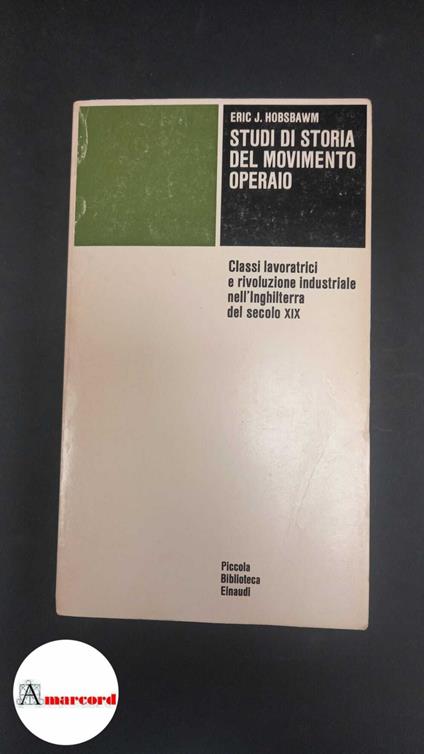 ERIC J. HOBSBAWM
STUDI DI STORIA
DEL MOVIMENTO
OPERAIO
Classi lavoratrici
e rivoluzione industriale
nell'Inghilterra
del secolo XIX
Piccola
Biblioteca
Einaudi
Amarcord